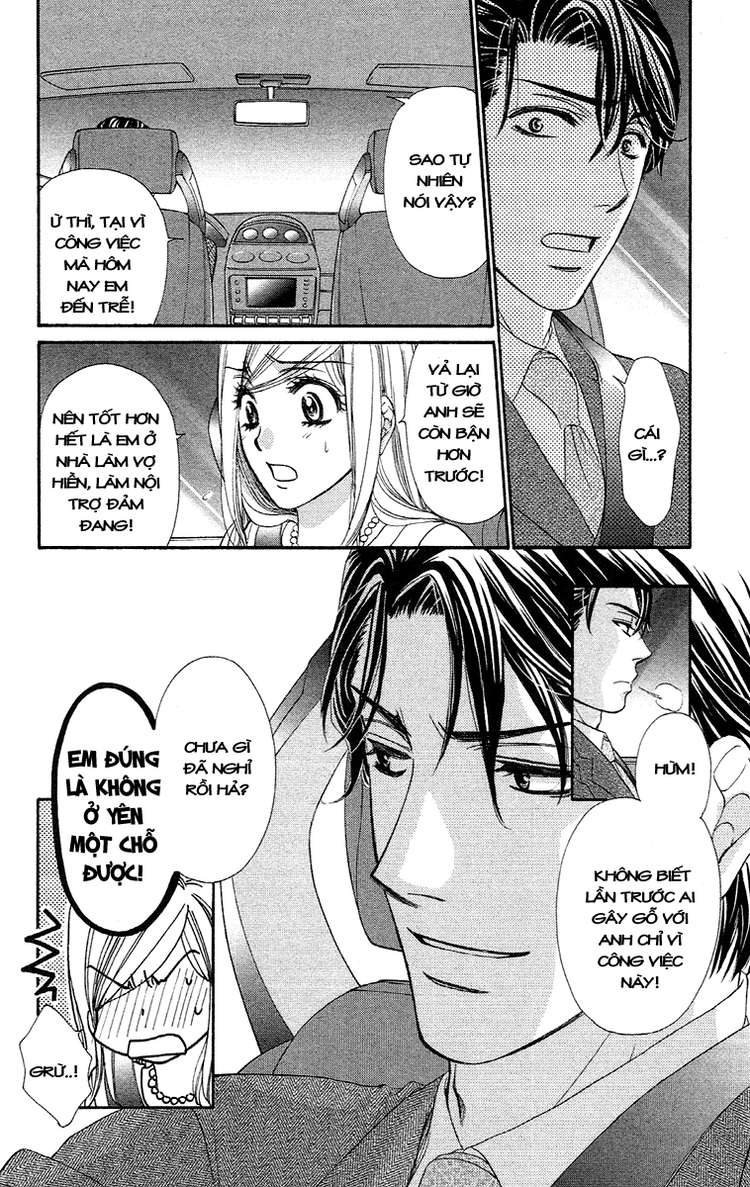 CÁI
GÌ...?
SAO TỰ
NHIÊN
NÓI VẬY?
Ừ THÌ, TẠI VÌ
CÔNG VIỆC
MÀ HÔM
NAY EM
ĐẾN TRỄ!
VẢ LẠI
TỪ GIỜ
ANH SẼ
CÒN BẬN
HƠN
TRƯỚC!
NÊN TỐT HƠN
HẾT LÀ EM Ở
NHÀ LÀM VỢ
HIỀN, LÀM NỘI
TRỢ ĐẢM
ĐANG!
HỪM!
KHÔNG BIẾT
LẦN TRƯỚC AI
GÂY GỖ VỚI
ANH CHỈ VÌ
CÔNG VIỆC
NÀY!
CHƯA GÌ
ĐÃ NGHỈ
RỒI HẢ?
EM ĐÚNG
LÀ KHÔNG
Ở YÊN
MỘT CHỖ
ĐƯỢC!
GRỪ..!